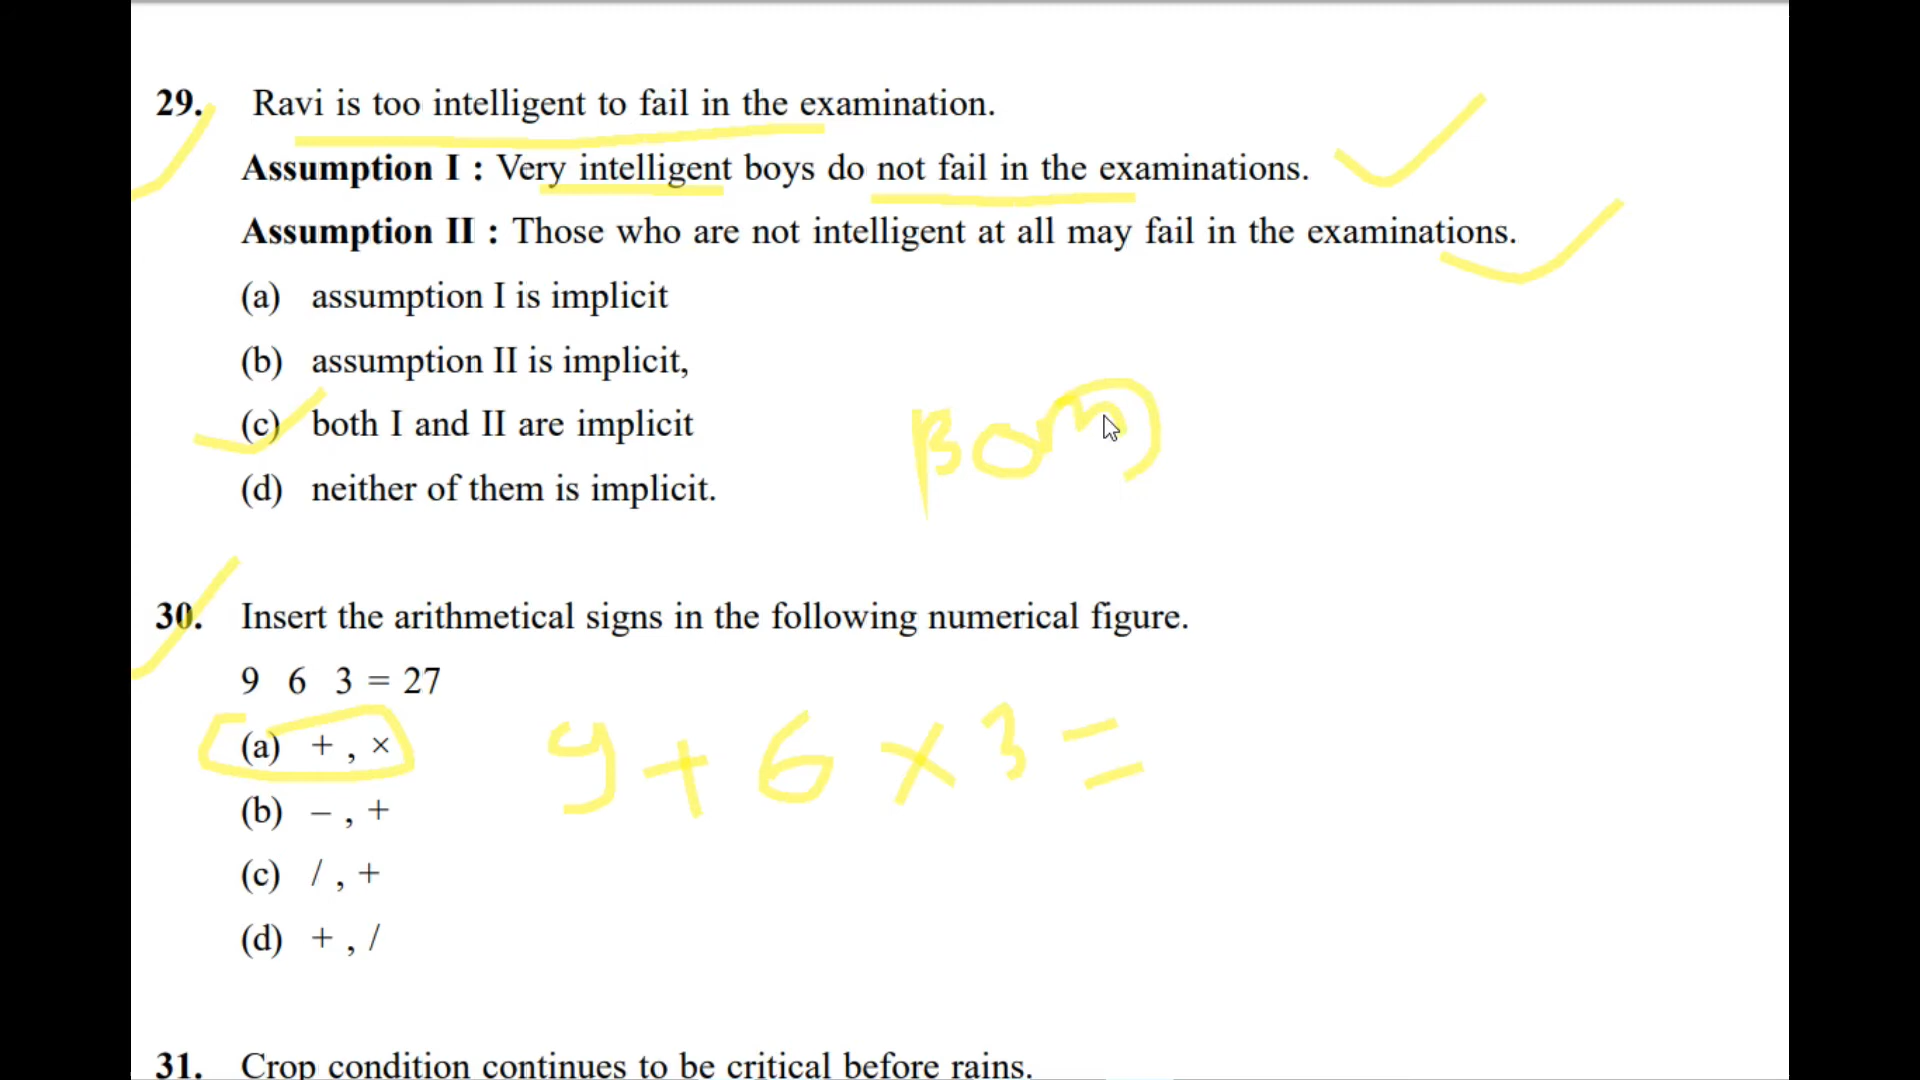 29. Ravi is too intelligent to fail in the examination.
Assumption I : Very intelligent boys do not fail in the examinations.
Assumption II : Those who are not intelligent at all may fail in the examinations.
(a) assumption I is implicit
(b) assumption II is implicit,
(c) both I and II are implicit
(d) neither of them is implicit.
30. Insert the arithmetical signs in the following numerical figure.
9 6 3 = 27
(a) + , ×
9 + 6 × 3 =
(b) – , +
(c) / , +
(d) + , /
31. Crop condition continues to be critical before rains.